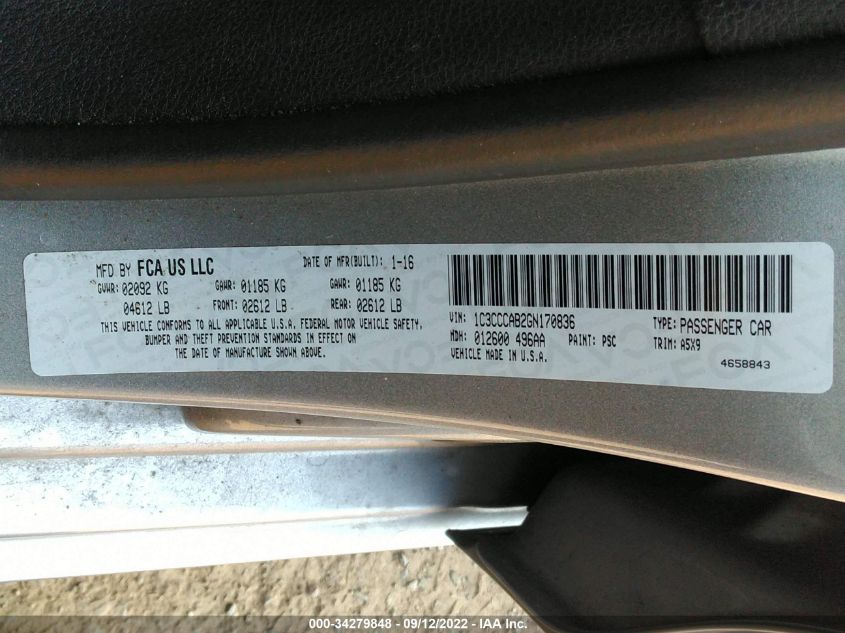 MFD BY FCA US LLC DATE OF MFR(BUILT): 1-16
GVWR: 02092 KG GAWR: 01185 KG GAWR: 01185 KG
04612 LB FRONT: 02612 LB REAR: 02612 LB
THIS VEHICLE CONFORMS TO ALL APPLICABLE U.S.A. FEDERAL MOTOR VEHICLE SAFETY,
BUMPER AND THEFT PREVENTION STANDARDS IN EFFECT ON
THE DATE OF MANUFACTURE SHOWN ABOVE.
VIN: 1C3CCCAB2GN170836 TYPE: PASSENGER CAR
MDH: 012600 496AA PAINT: PSC TRIM: A5X9
VEHICLE MADE IN U.S.A. 4658843
000-34279848 - 09/12/2022 - © IAA Inc.